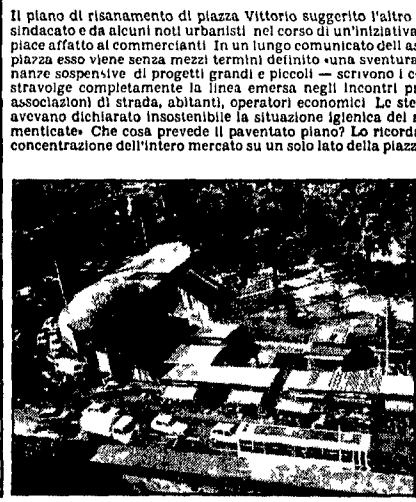 Il piano di risanamento di piazza Vittorio suggerito l'altro
sindacato e da alcuni noti urbanisti nel corso di un'iniziativa
piace affatto ai commercianti In un lungo comunicato dell as
piazza esso viene senza mezzi termini definito «una sventura
nanze sospensive di progetti grandi e piccoli — scrivono i c
stravolge completamente la linea emersa negli incontri pr
associazioni di strada, abitanti, operatori economici Le ste
avevano dichiarato insostenibile la situazione igienica del m
menticate» Che cosa prevede il paventato piano? Lo ricordi
concentrazione dell'intero mercato su un solo lato della piazz